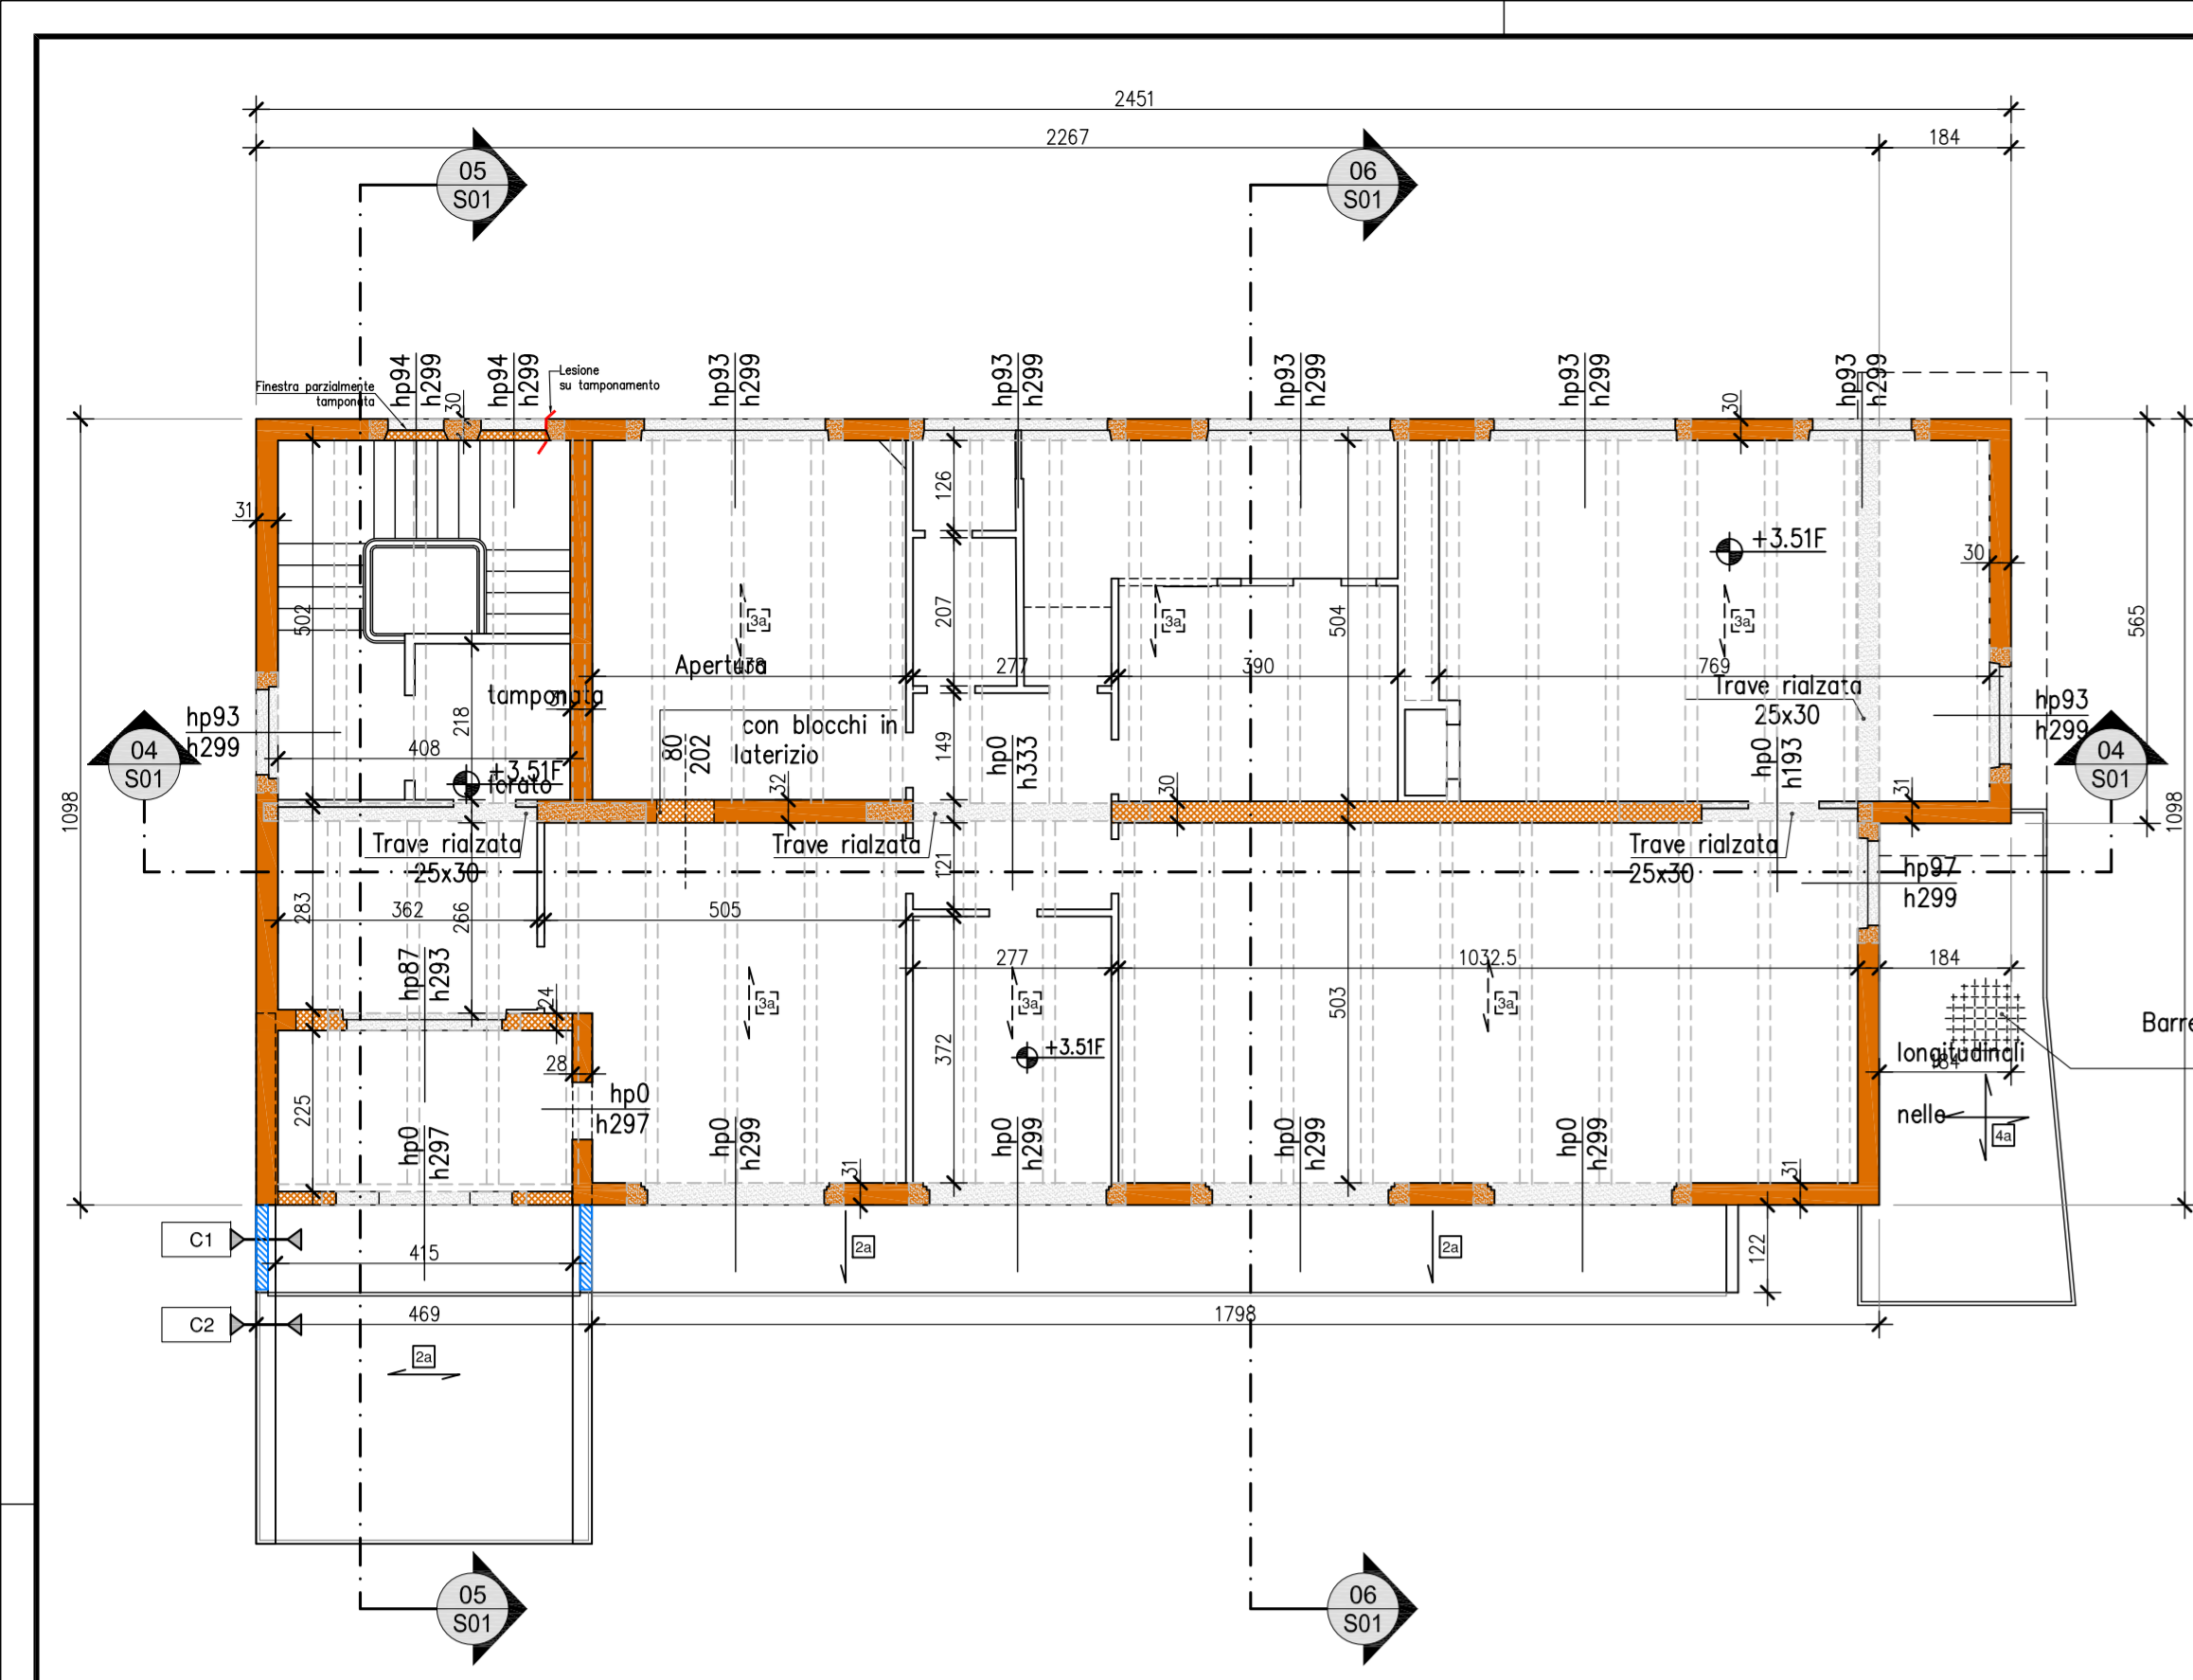 2451
2267
184
05
S01
06
S01
hp94
h299
hp94
h299
hp93
h299
hp93
h299
hp93
h299
hp93
h299
hp93
h299
Finestra parzialmente
tamponata
Lesione
su tamponamento
30
30
31
126
502
207
504
30
565
1098
1098
+3.51F
3a
3a
3a
Apertura
438
277
390
769
tamponata
31
con blocchi in
laterizio
forato
Trave rialzata
25x30
hp93
h299
hp93
h299
04
S01
04
S01
218
408
+3.51F
80
202
149
hp0
h333
hp0
h193
32
30
31
Trave rialzata
25x30
Trave rialzata
Trave rialzata
25x30
121
hp97
h299
283
362
266
505
277
1032.5
184
hp87
h293
24
3a
3a
3a
503
372
+3.51F
Barre
longitudinali
184
nelle
4a
28
hp0
h297
225
hp0
h297
hp0
h299
hp0
h299
hp0
h299
hp0
h299
31
31
C1
415
2a
2a
122
C2
469
1798
2a
05
S01
06
S01